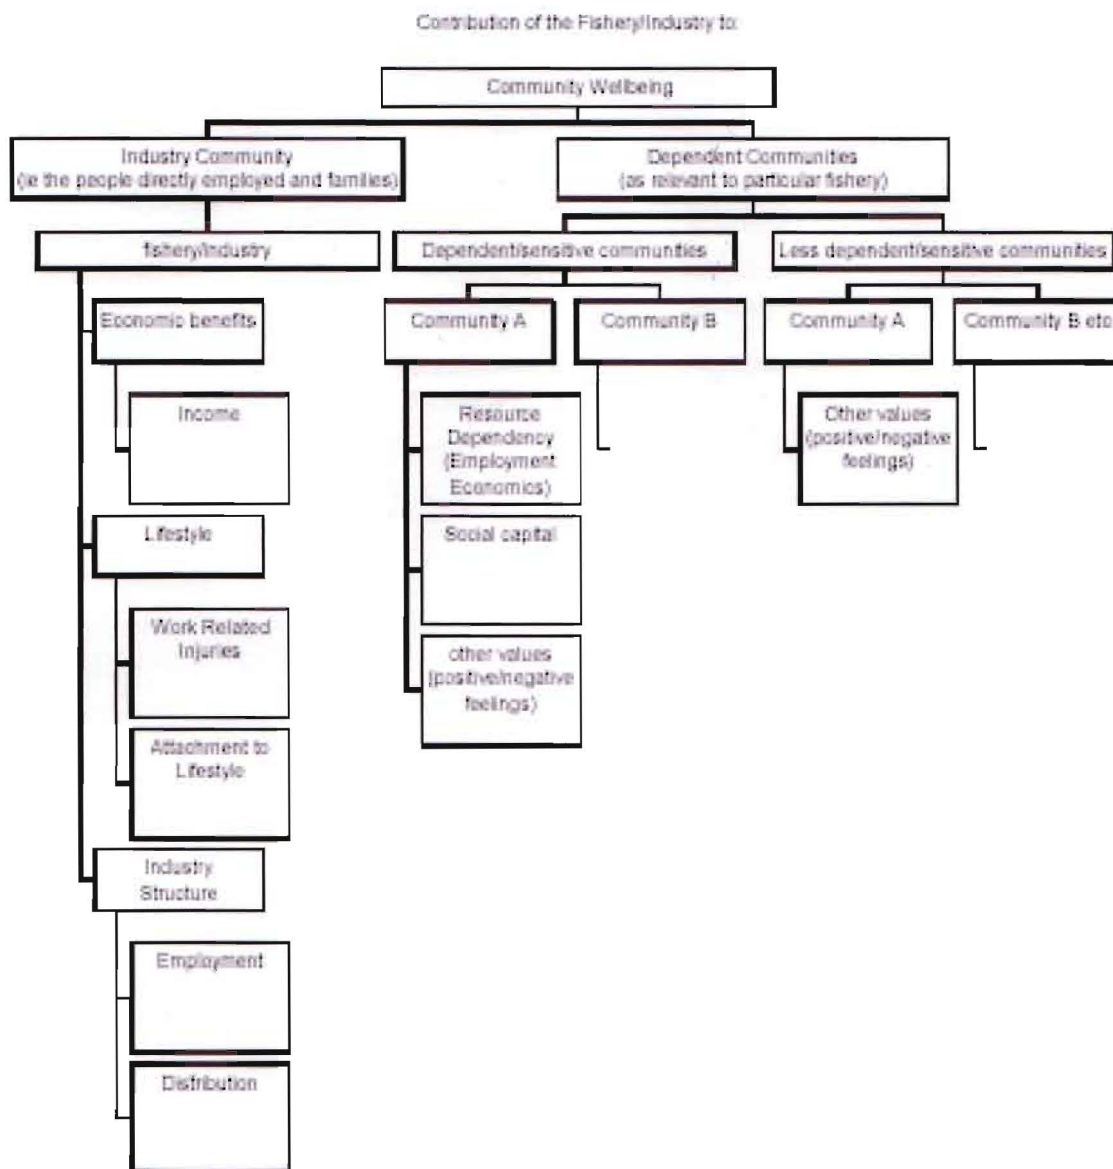 Contribution of the Fishery/Industry to:
Community Wellbeing
Industry Community
(ie the people directly employed and families)
Dependent Communities
(as relevant to particular fishery)
fishery/Industry
Dependent/sensitive communities
Less dependent/sensitive communities
Economic benefits
Community A
Community B
Community A
Community B etc
Income
Resource
Dependency
(Employment
Economics)
Other values
(positive/negative
feelings)
Lifestyle
Social capital
Work Related
Injuries
other values
(positive/negative
feelings)
Attachment to
Lifestyle
Industry
Structure
Employment
Distribution